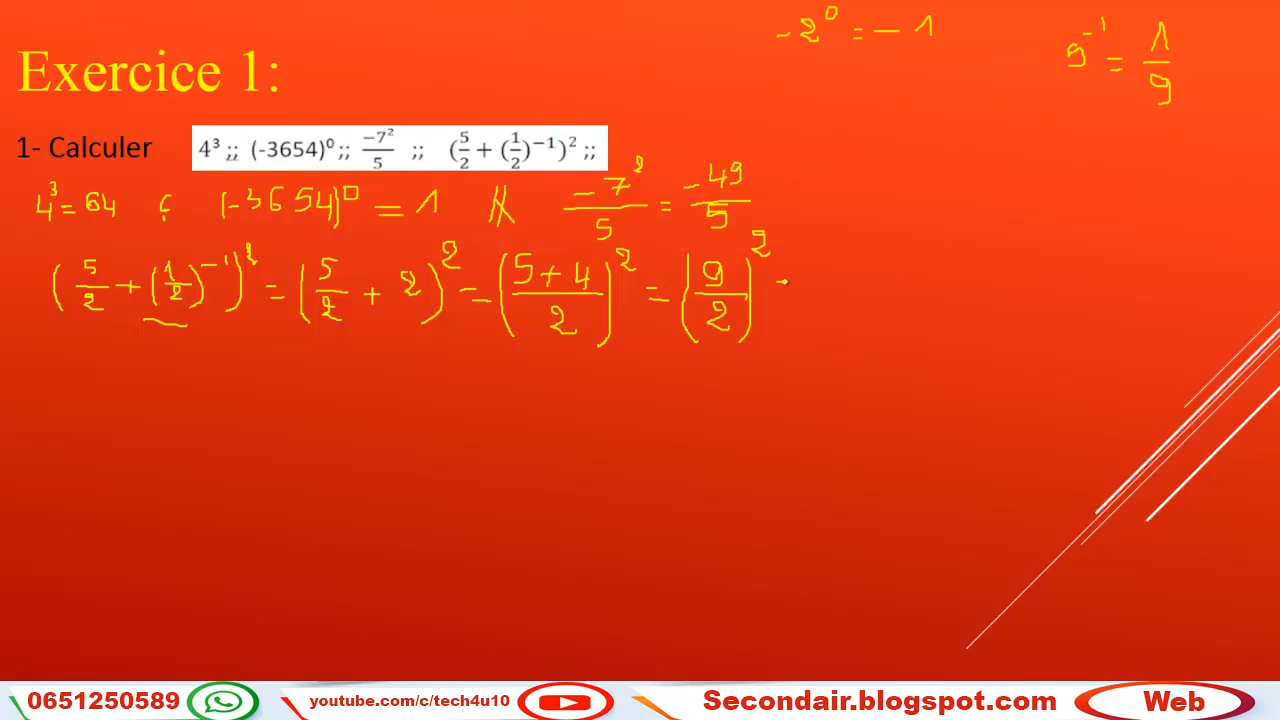 -2⁰ = -1
9⁻¹ = 1/9
Exercice 1:
1- Calculer 4³ ;; (-3654)⁰ ;; -7²/5 ;; (5/2 + (1/2)⁻¹)² ;;
4³ = 64 ; (-3654)⁰ = 1 // -7²/5 = -49/5
(5/2 + (1/2)⁻¹)² = (5/2 + 2)² = (5+4/2)² = (9/2)²
0651250589 youtube.com/c/tech4u10 Secondair.blogspot.com Web